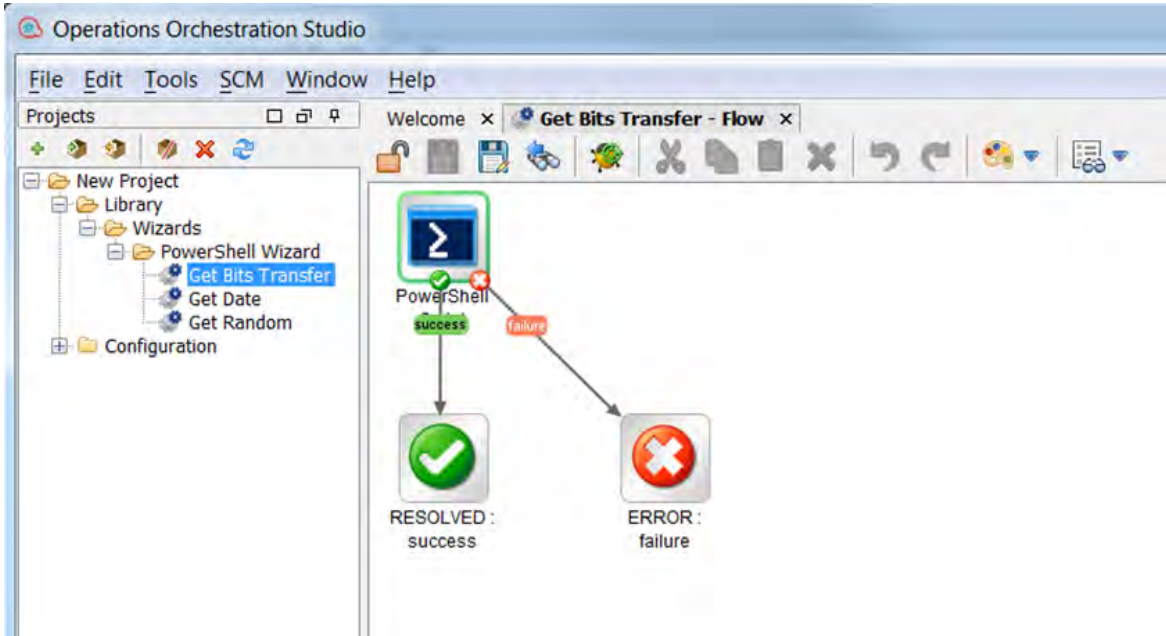 Operations Orchestration Studio
File Edit Tools SCM Window Help
Projects
Welcome x Get Bits Transfer - Flow x
New Project
Library
Wizards
PowerShell Wizard
Get Bits Transfer
Get Date
Get Random
Configuration
PowerShell
success failure
RESOLVED :
success
ERROR :
failure